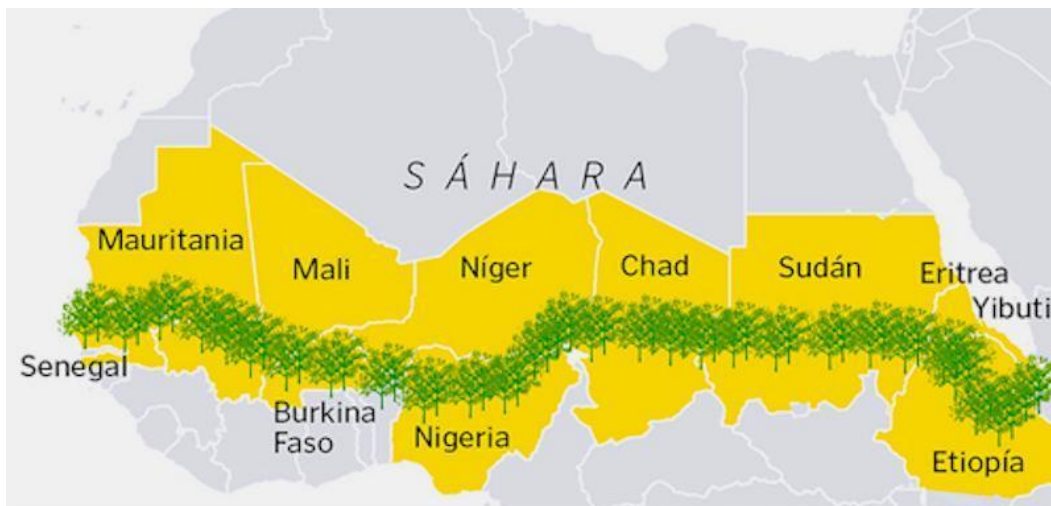 SÁHARA
Mauritania
Mali
Níger
Chad
Sudán
Eritrea
Yibuti
Senegal
Burkina
Faso
Nigeria
Etiopía